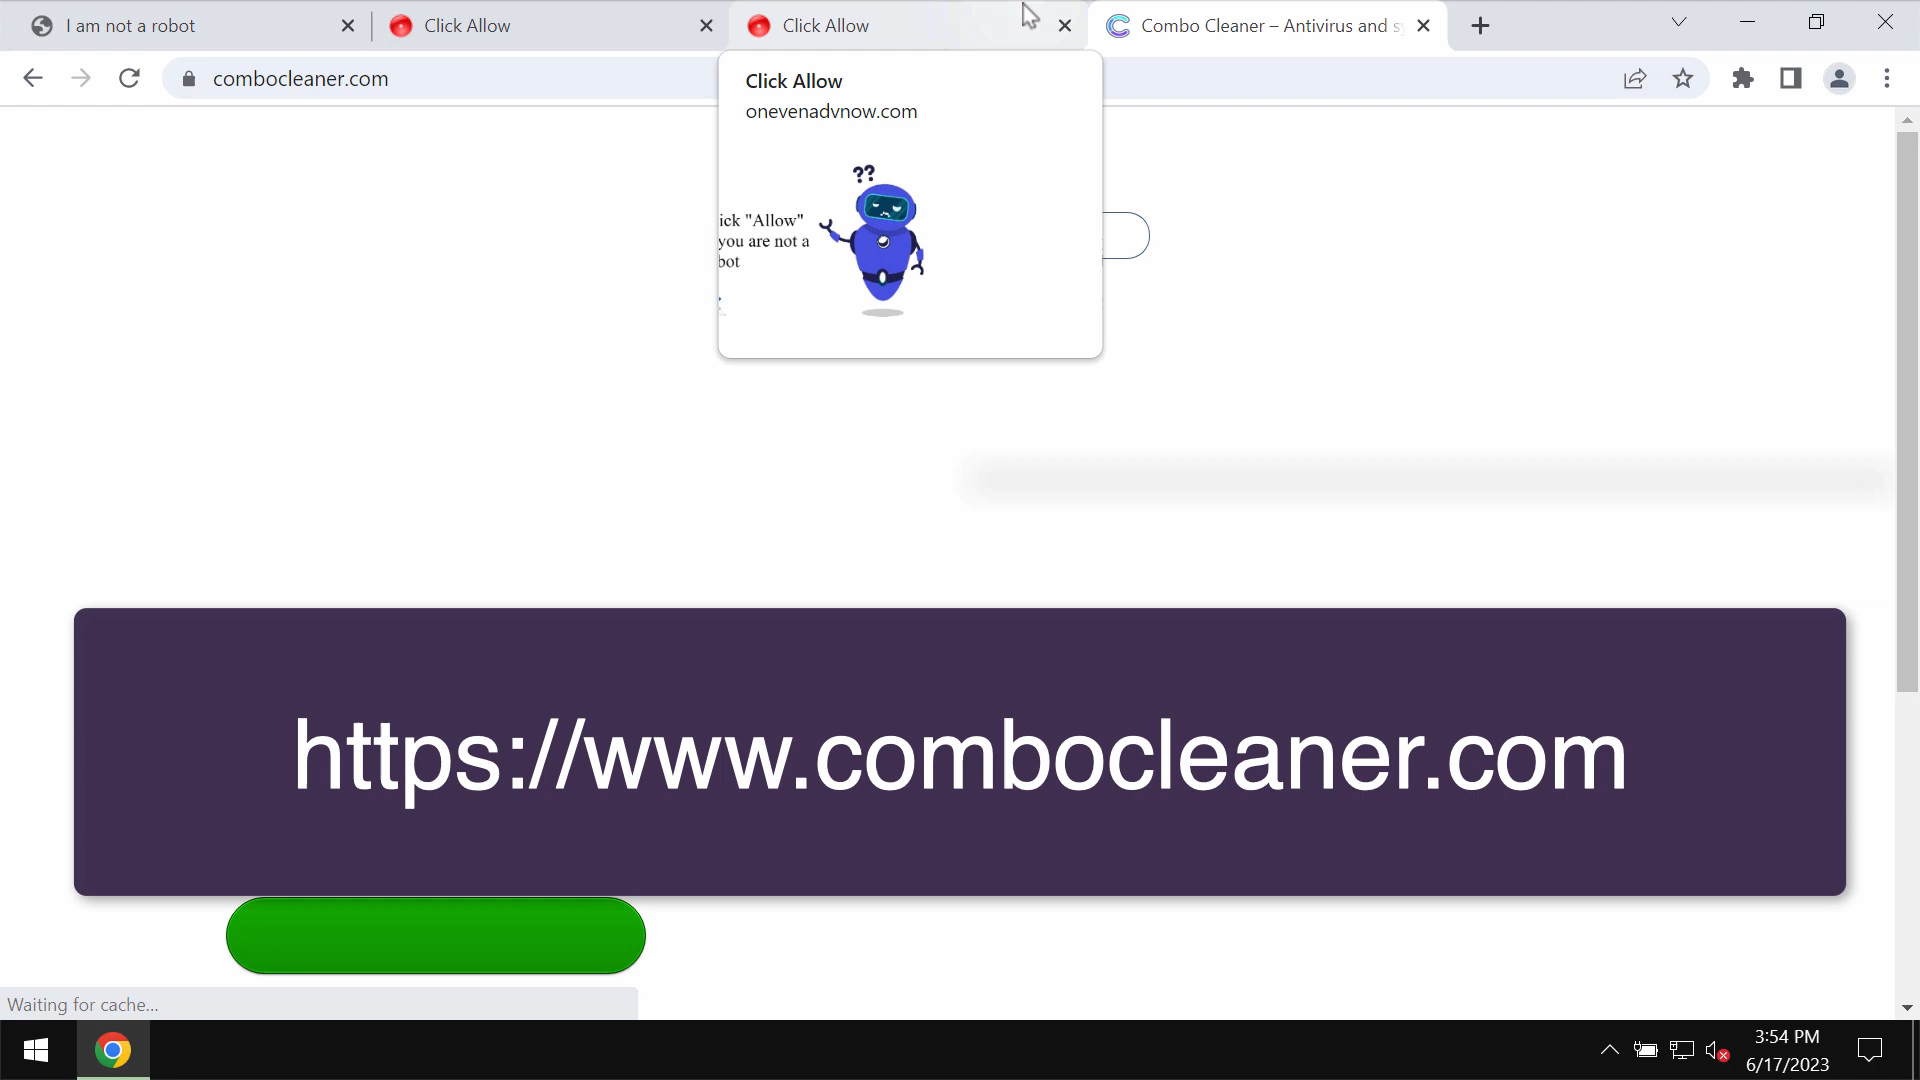 I am not a robot
Click Allow
Click Allow
Combo Cleaner – Antivirus and
combocleaner.com
Click Allow
onevenadvnow.com
??
ick "Allow"
you are not a
bot
https://www.combocleaner.com
Waiting for cache...
3:54 PM
6/17/2023